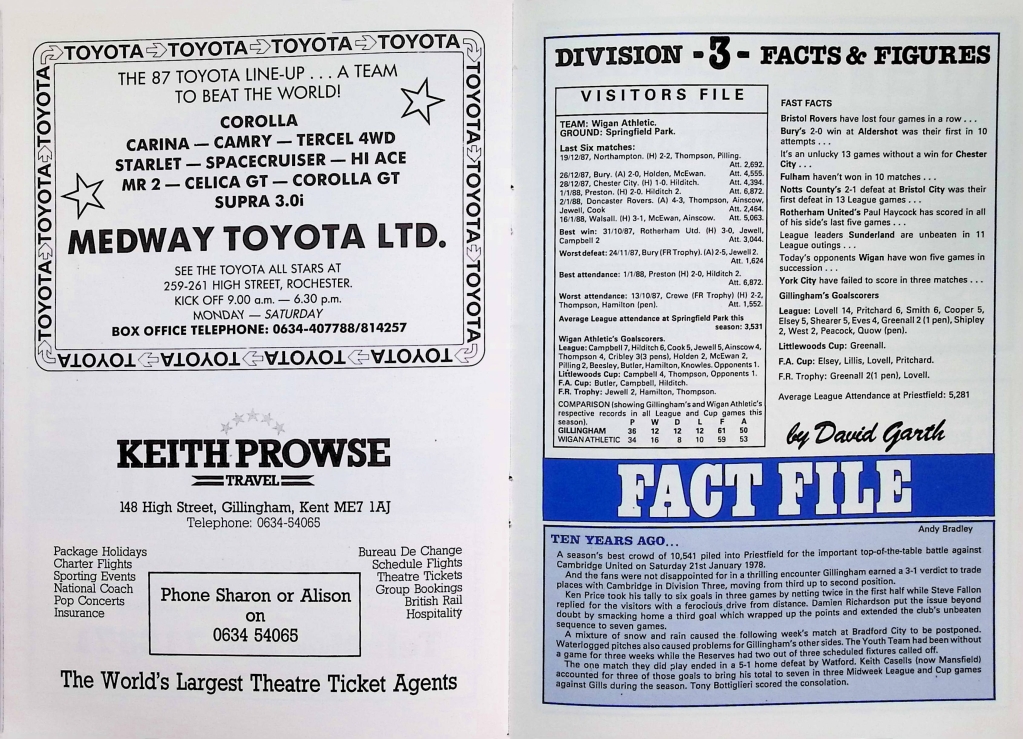 TOYOTA TOYOTA TOYOTA TOYOTA
TOYOTA TOYOTA TOYOTA
TOYOTA TOYOTA TOYOTA
THE 87 TOYOTA LINE-UP . . . A TEAM
TO BEAT THE WORLD!
COROLLA
CARINA — CAMRY — TERCEL 4WD
STARLET — SPACECRUISER — HI ACE
MR 2 — CELICA GT — COROLLA GT
SUPRA 3.0i
MEDWAY TOYOTA LTD.
SEE THE TOYOTA ALL STARS AT
259-261 HIGH STREET, ROCHESTER.
KICK OFF 9.00 a.m. — 6.30 p.m.
MONDAY — SATURDAY
BOX OFFICE TELEPHONE: 0634-407788/814257
TOYOTA TOYOTA TOYOTA TOYOTA
KEITH PROWSE
TRAVEL
148 High Street, Gillingham, Kent ME7 1AJ
Telephone: 0634-54065
Package Holidays
Charter Flights
Sporting Events
National Coach
Pop Concerts
Insurance
Bureau De Change
Schedule Flights
Theatre Tickets
Group Bookings
British Rail
Hospitality
Phone Sharon or Alison
on
0634 54065
The World's Largest Theatre Ticket Agents
DIVISION -3- FACTS & FIGURES
VISITORS FILE
TEAM: Wigan Athletic.
GROUND: Springfield Park.
Last Six matches:
19/12/87, Northampton. (H) 2-2, Thompson, Pilling.
Att. 2,692.
26/12/87, Bury. (A) 2-0, Holden, McEwan. Att. 4,555.
28/12/87, Chester City. (H) 1-0. Hilditch. Att. 4,394.
1/1/88, Preston: (H) 2-0. Hilditch 2. Att. 6,872.
2/1/88, Doncaster Rovers. (A) 4-3, Thompson, Ainscow,
Jewell, Cook Att. 2,464.
16/1/88, Walsall. (H) 3-1, McEwan, Ainscow. Att. 5,063.
Best win: 31/10/87, Rotherham Utd. (H) 3-0, Jewell,
Campbell 2 Att. 3,044.
Worst defeat: 24/11/87, Bury (FR Trophy). (A) 2-5, Jewell 2.
Att. 1,624
Best attendance: 1/1/88, Preston (H) 2-0, Hilditch 2.
Att. 6,872.
Worst attendance: 13/10/87, Crewe (FR Trophy) (H) 2-2,
Thompson, Hamilton (pen). Att. 1,552.
Average League attendance at Springfield Park this
season: 3,531
Wigan Athletic's Goalscorers.
League: Campbell 7, Hilditch 6, Cook 5, Jewell 5, Ainscow 4,
Thompson 4, Cribley 3(3 pens), Holden 2, McEwan 2,
Pilling 2, Beesley, Butler, Hamilton, Knowles. Opponents 1.
Littlewoods Cup: Campbell 4, Thompson, Opponents 1.
F.A. Cup: Butler, Campbell, Hilditch.
F.R. Trophy: Jewell 2, Hamilton, Thompson.
COMPARISON (showing Gillingham's and Wigan Athletic's
respective records in all League and Cup games this
season).
P W D L F A
GILLINGHAM 36 12 12 12 61 50
WIGAN ATHLETIC 34 16 8 10 59 53
FAST FACTS
Bristol Rovers have lost four games in a row . . .
Bury's 2-0 win at Aldershot was their first in 10
attempts . . .
It's an unlucky 13 games without a win for Chester
City . . .
Fulham haven't won in 10 matches . . .
Notts County's 2-1 defeat at Bristol City was their
first defeat in 13 League games . . .
Rotherham United's Paul Haycock has scored in all
of his side's last five games . . .
League leaders Sunderland are unbeaten in 11
League outings . . .
Today's opponents Wigan have won five games in
succession . . .
York City have failed to score in three matches . . .
Gillingham's Goalscorers
League: Lovell 14, Pritchard 6, Smith 6, Cooper 5,
Elsey 5, Shearer 5, Eves 4, Greenall 2 (1 pen), Shipley
2, West 2, Peacock, Quow (pen).
Littlewoods Cup: Greenall.
F.A. Cup: Elsey, Lillis, Lovell, Pritchard.
F.R. Trophy: Greenall 2(1 pen), Lovell.
Average League Attendance at Priestfield: 5,281
by David Garth
FACT FILE
Andy Bradley
TEN YEARS AGO...
A season's best crowd of 10,541 piled into Priestfield for the important top-of-the-table battle against
Cambridge United on Saturday 21st January 1978.
And the fans were not disappointed for in a thrilling encounter Gillingham earned a 3-1 verdict to trade
places with Cambridge in Division Three, moving from third up to second position.
Ken Price took his tally to six goals in three games by netting twice in the first half while Steve Fallon
replied for the visitors with a ferocious drive from distance. Damien Richardson put the issue beyond
doubt by smacking home a third goal which wrapped up the points and extended the club's unbeaten
sequence to seven games.
A mixture of snow and rain caused the following week's match at Bradford City to be postponed.
Waterlogged pitches also caused problems for Gillingham's other sides. The Youth Team had been without
a game for three weeks while the Reserves had two out of three scheduled fixtures called off.
The one match they did play ended in a 5-1 home defeat by Watford. Keith Casells (now Mansfield)
accounted for three of those goals to bring his total to seven in three Midweek League and Cup games
against Gills during the season. Tony Bottiglieri scored the consolation.